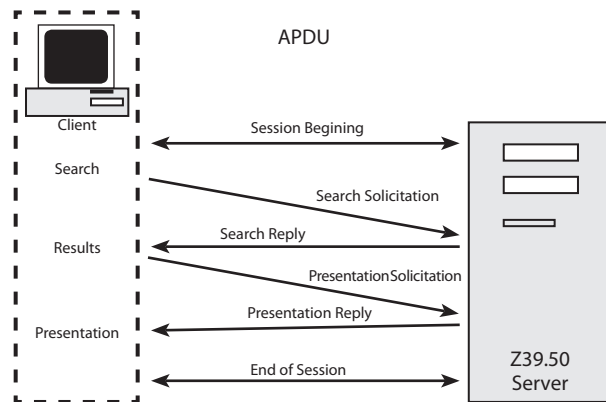 APDU
Client
Session Begining
Search
Search Solicitation
Search Reply
Results
PresentationSolicitation
Presentation Reply
Presentation
End of Session
Z39.50
Server